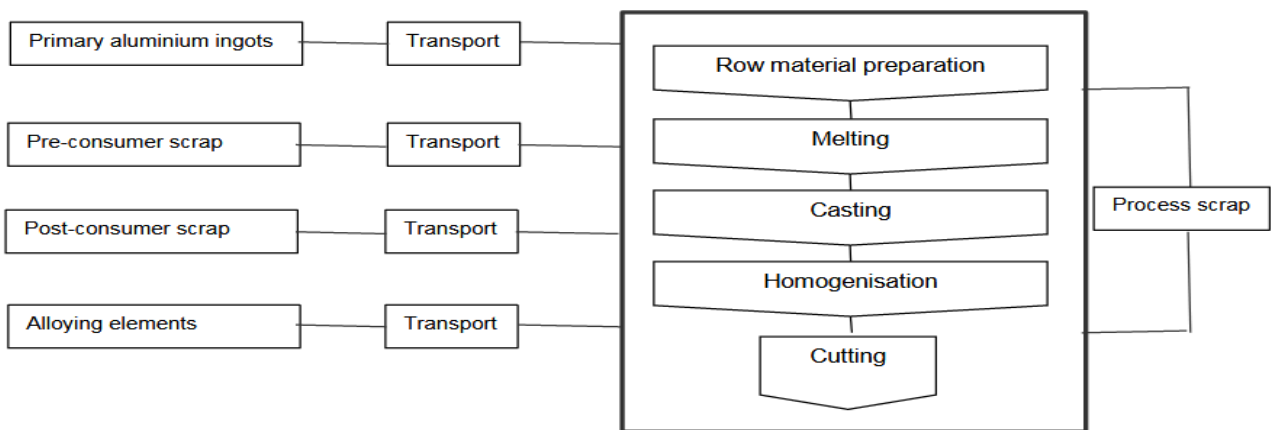 Primary aluminium ingots
Transport
Row material preparation
Pre-consumer scrap
Transport
Melting
Post-consumer scrap
Transport
Casting
Process scrap
Homogenisation
Alloying elements
Transport
Cutting